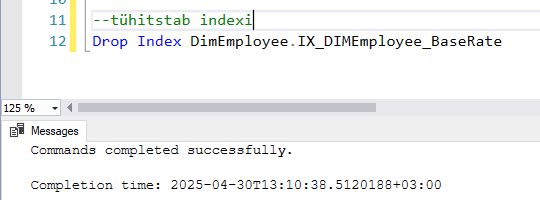 11 --tühitstab indexi
12 Drop Index DimEmployee.IX_DIMEmployee_BaseRate
125 %
Messages
Commands completed successfully.
Completion time: 2025-04-30T13:10:38.5120188+03:00